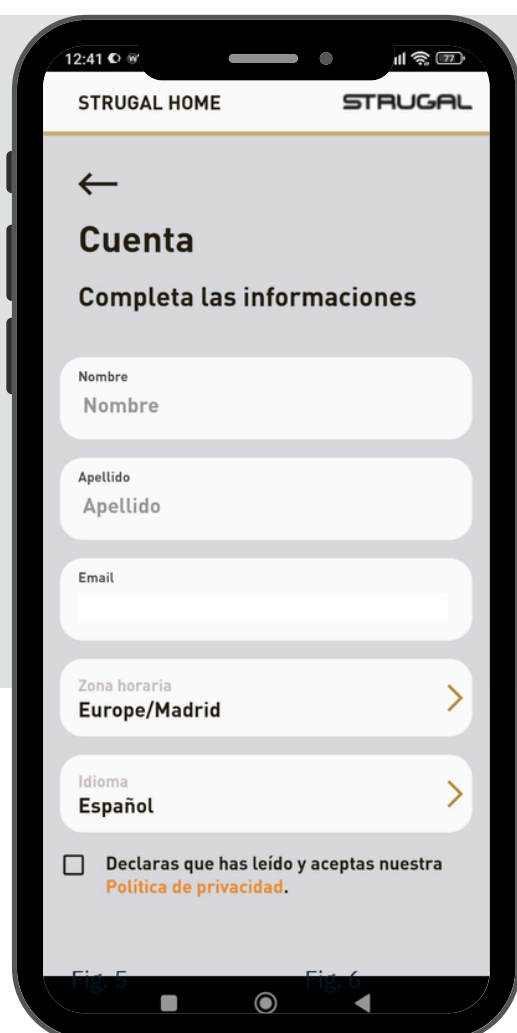 12:41
77
STRUGAL HOME
STRUGAL
Cuenta
Completa las informaciones
Nombre
Nombre
Apellido
Apellido
Email
Zona horaria
Europe/Madrid
Idioma
Español
Declaras que has leído y aceptas nuestra
Política de privacidad.
Fig. 5
Fig. 6